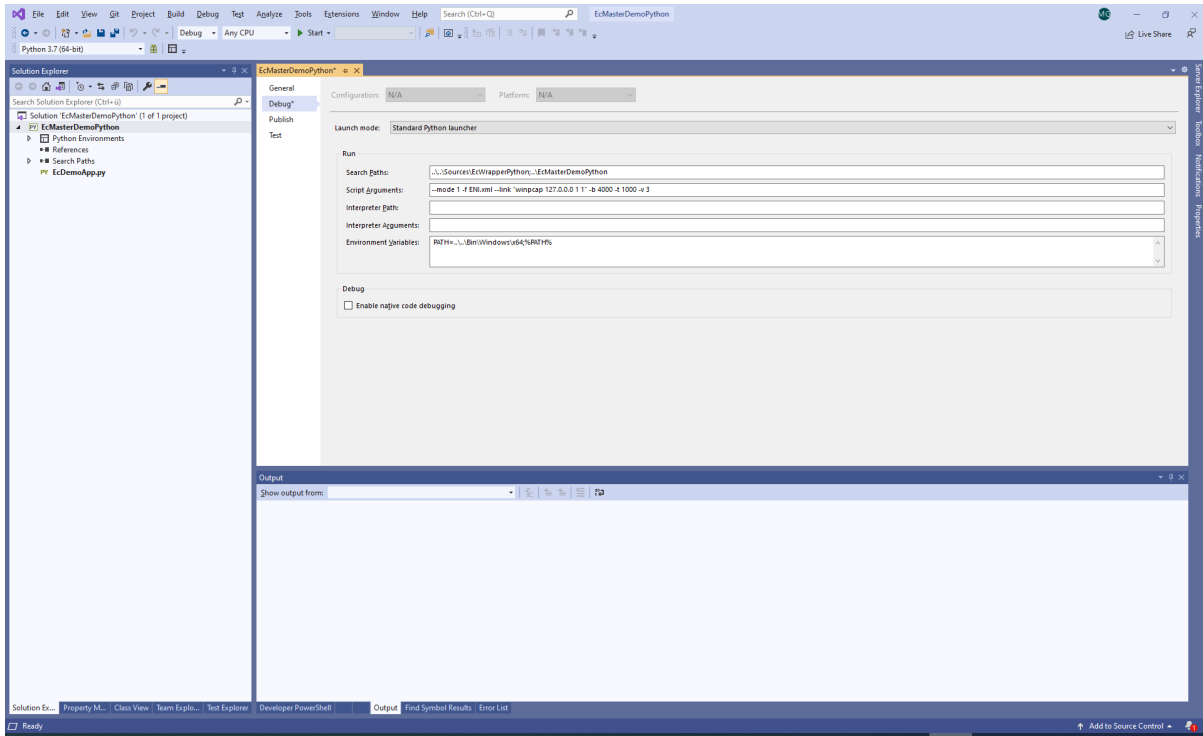 File Edit View Git Project Build Debug Test Analyze Tools Extensions Window Help Search (Ctrl+Q) EcMasterDemoPython MG
Debug Any CPU Start Live Share
Python 3.7 (64-bit)
Solution Explorer
Search Solution Explorer (Ctrl+ü)
Solution 'EcMasterDemoPython' (1 of 1 project)
PY EcMasterDemoPython
Python Environments
References
Search Paths
PY EcDemoApp.py
EcMasterDemoPython*
General
Debug*
Publish
Test
Configuration: N/A Platform: N/A
Launch mode: Standard Python launcher
Run
Search Paths: ..\..\Sources\EcWrapperPython;..\EcMasterDemoPython
Script Arguments: --mode 1 -f ENI.xml --link "winpcap 127.0.0.0 1 1" -b 4000 -t 1000 -v 3
Interpreter Path:
Interpreter Arguments:
Environment Variables: PATH=..\..\Bin\Windows\x64;%PATH%
Debug
Enable native code debugging
Output
Show output from:
Server Explorer
Toolbox
Notifications
Properties
Solution Ex... Property M... Class View Team Explo... Test Explorer Developer PowerShell Output Find Symbol Results Error List
Ready Add to Source Control 1